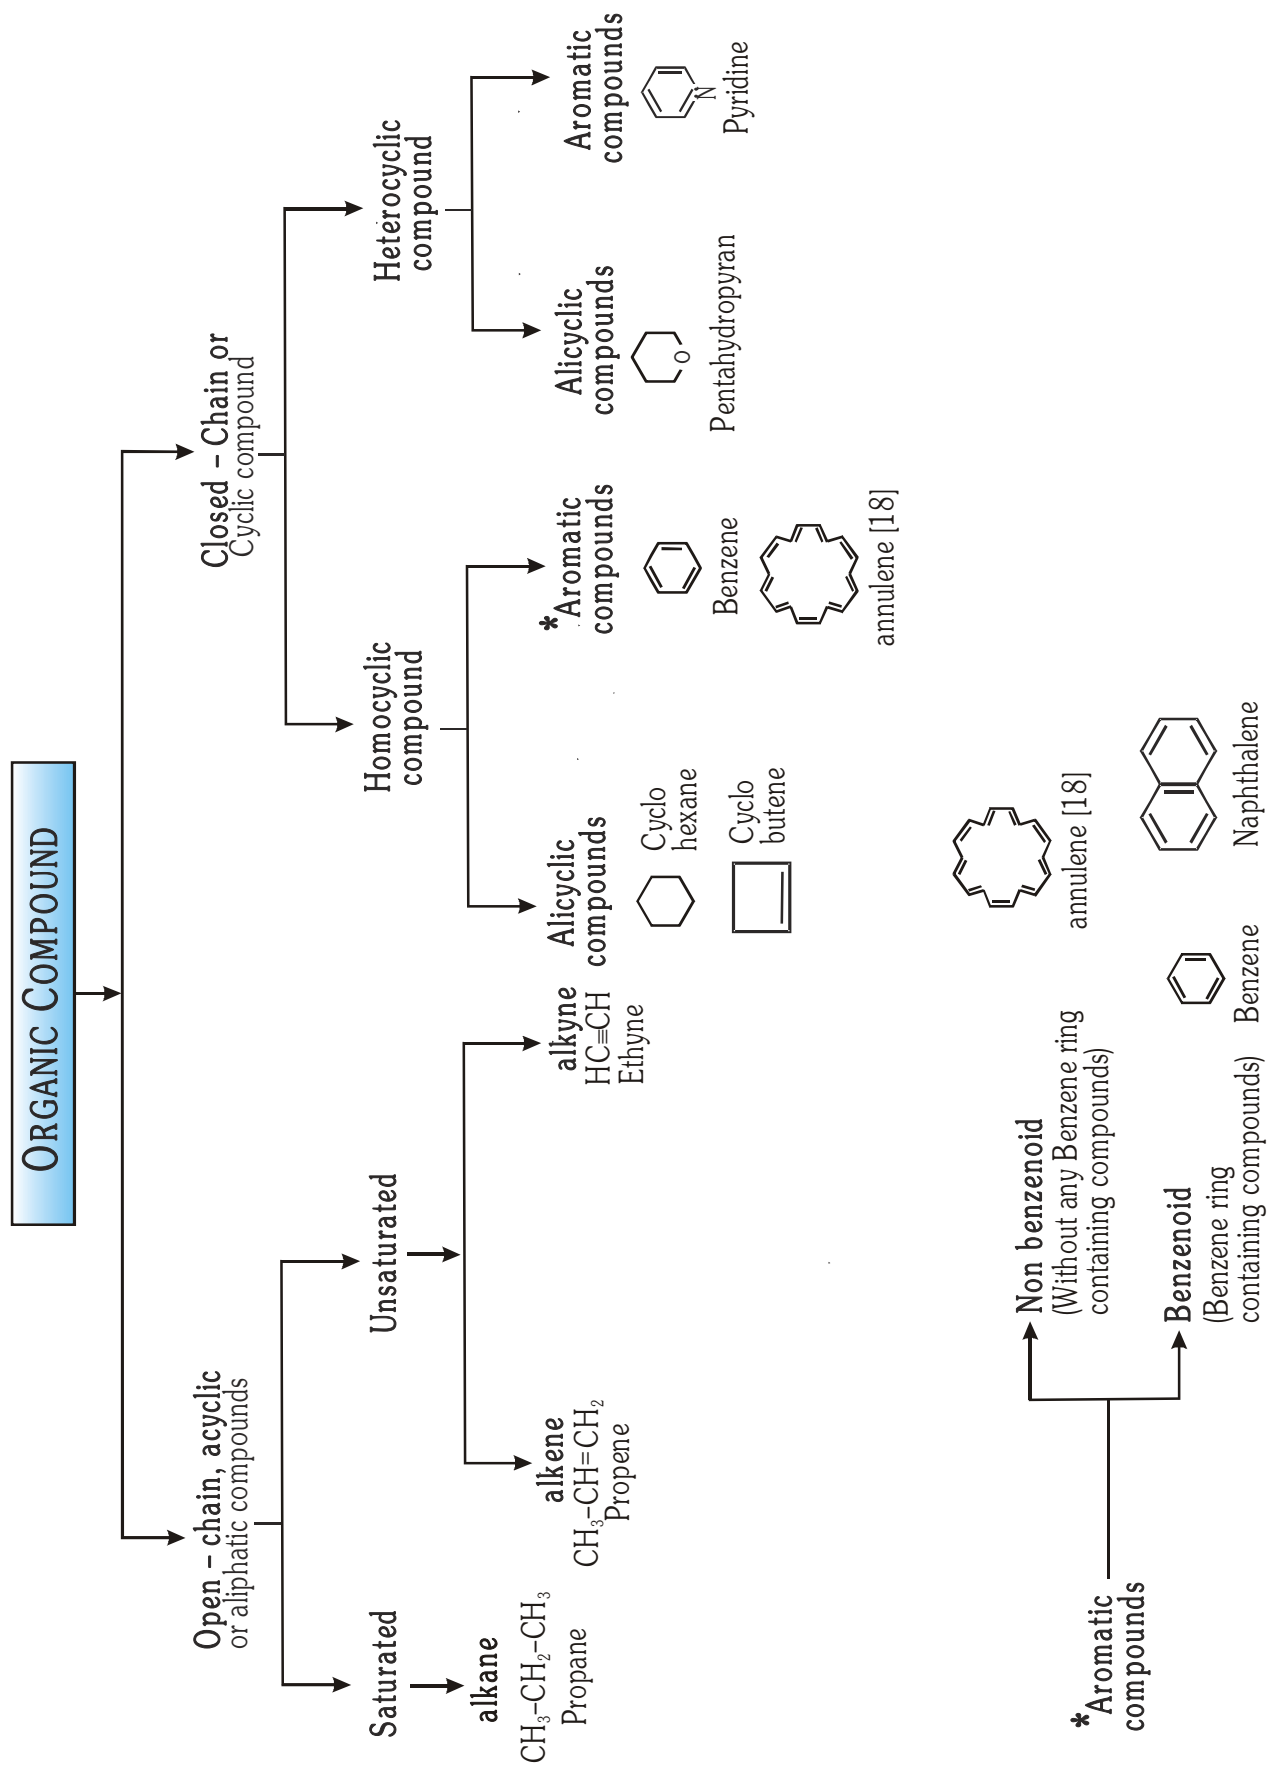 ORGANIC COMPOUND
Open – chain, acyclic
or aliphatic compounds
Closed – Chain or
Cyclic compound
Saturated
Unsaturated
Homocyclic
compound
Heterocyclic
compound
alkane
CH₃–CH₂–CH₃
Propane
alkene
CH₃–CH=CH₂
Propene
alkyne
HC≡CH
Ethyne
Alicyclic
compounds
Cyclo
hexane
Cyclo
butene
*Aromatic
compounds
Benzene
annulene [18]
Alicyclic
compounds
O
Pentahydropyran
Aromatic
compounds
N
Pyridine
*Aromatic
compounds
Non benzenoid
(Without any Benzene ring
containing compounds)
annulene [18]
Benzenoid
(Benzene ring
containing compounds)
Benzene
Naphthalene